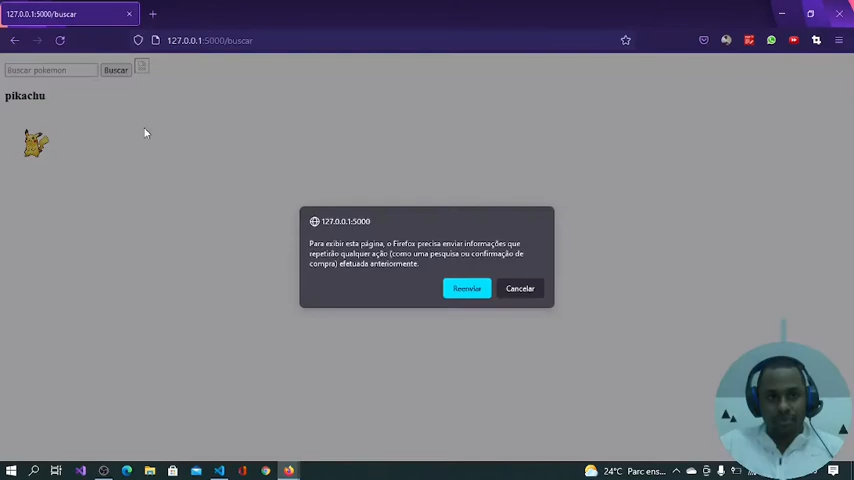 127.0.0.1:5000/buscar
127.0.0.1:5000/buscar
Buscar pokemon
Buscar
pikachu
127.0.0.1:5000
Para exibir esta página, o Firefox precisa enviar informações que
repetirão qualquer ação (como uma pesquisa ou confirmação de
compra) efetuada anteriormente.
Reenviar
Cancelar
24°C Parc ens...